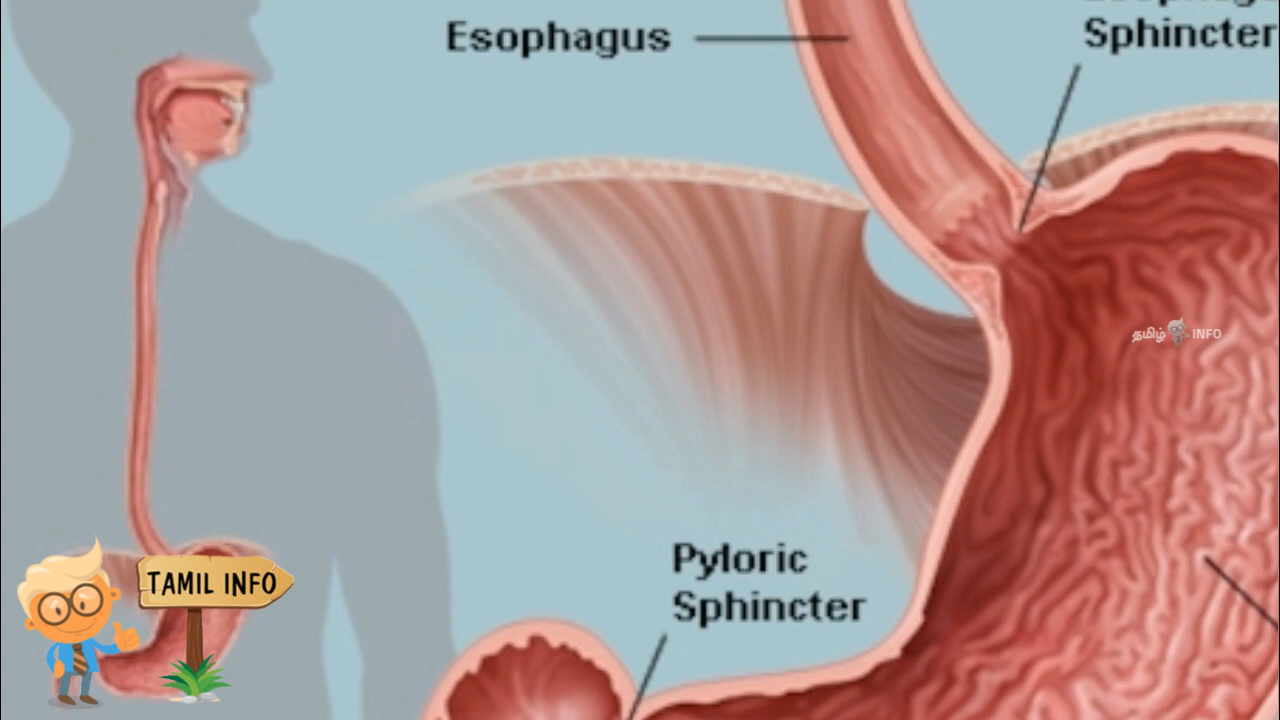 Esophagus
Sphincter
தமிழ் INFO
Pyloric
Sphincter
TAMIL INFO